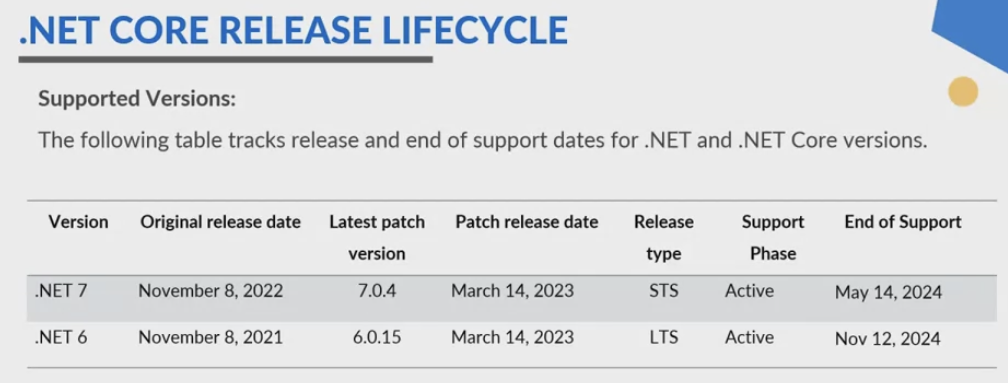 .NET CORE RELEASE LIFECYCLE
Supported Versions:
The following table tracks release and end of support dates for .NET and .NET Core versions.
Version Original release date Latest patch version Patch release date Release type Support Phase End of Support
.NET 7 November 8, 2022 7.0.4 March 14, 2023 STS Active May 14, 2024
.NET 6 November 8, 2021 6.0.15 March 14, 2023 LTS Active Nov 12, 2024